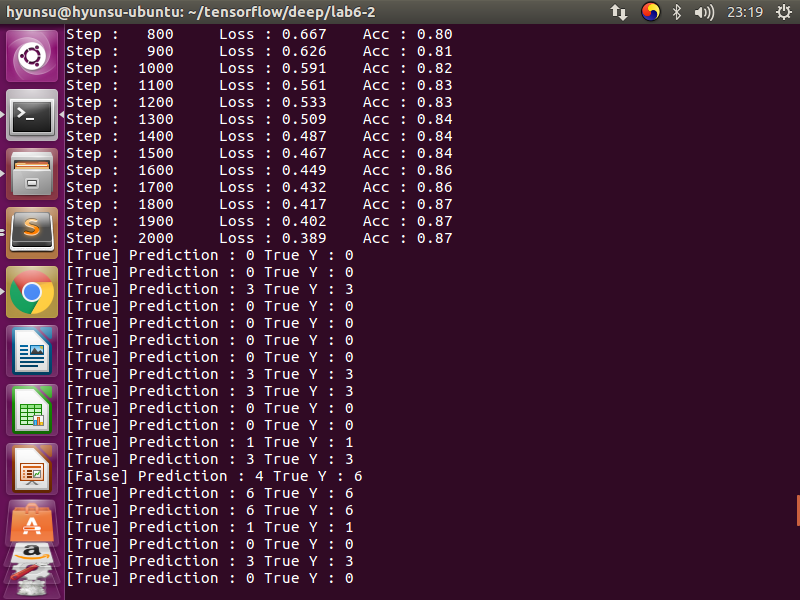 hyunsu@hyunsu-ubuntu: ~/tensorflow/deep/lab6-2 23:19
Step :   800     Loss : 0.667    Acc : 0.80
Step :   900     Loss : 0.626    Acc : 0.81
Step :  1000     Loss : 0.591    Acc : 0.82
Step :  1100     Loss : 0.561    Acc : 0.83
Step :  1200     Loss : 0.533    Acc : 0.83
Step :  1300     Loss : 0.509    Acc : 0.84
Step :  1400     Loss : 0.487    Acc : 0.84
Step :  1500     Loss : 0.467    Acc : 0.84
Step :  1600     Loss : 0.449    Acc : 0.86
Step :  1700     Loss : 0.432    Acc : 0.86
Step :  1800     Loss : 0.417    Acc : 0.87
Step :  1900     Loss : 0.402    Acc : 0.87
Step :  2000     Loss : 0.389    Acc : 0.87
[True] Prediction : 0 True Y : 0
[True] Prediction : 0 True Y : 0
[True] Prediction : 3 True Y : 3
[True] Prediction : 0 True Y : 0
[True] Prediction : 0 True Y : 0
[True] Prediction : 0 True Y : 0
[True] Prediction : 0 True Y : 0
[True] Prediction : 3 True Y : 3
[True] Prediction : 3 True Y : 3
[True] Prediction : 0 True Y : 0
[True] Prediction : 0 True Y : 0
[True] Prediction : 1 True Y : 1
[True] Prediction : 3 True Y : 3
[False] Prediction : 4 True Y : 6
[True] Prediction : 6 True Y : 6
[True] Prediction : 6 True Y : 6
[True] Prediction : 1 True Y : 1
[True] Prediction : 0 True Y : 0
[True] Prediction : 3 True Y : 3
[True] Prediction : 0 True Y : 0